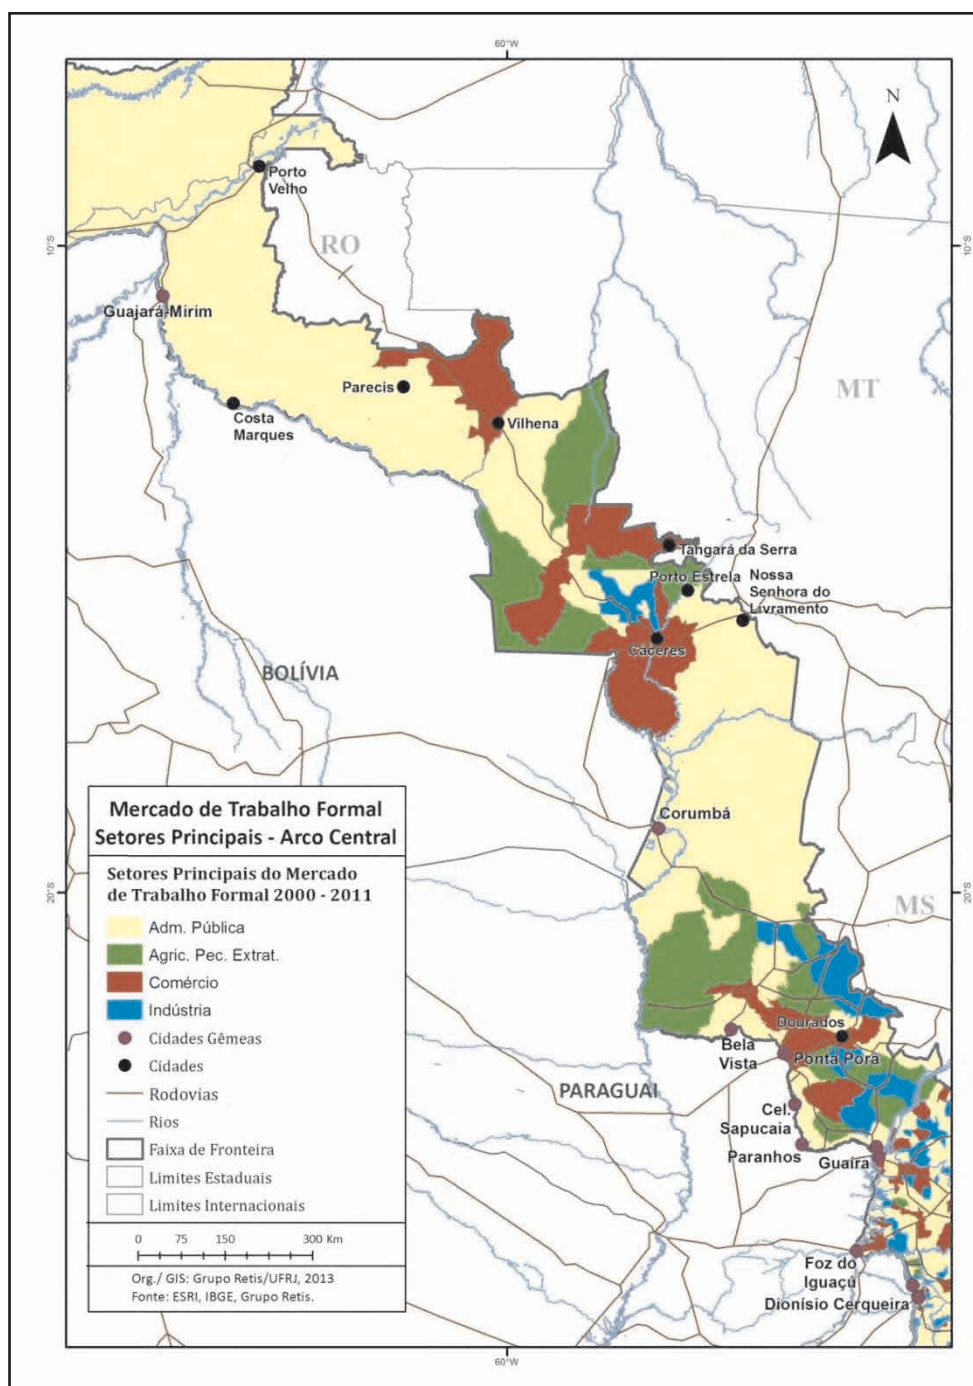 60°W
N
Porto
Velho
10°S
RO
10°S
Guajará-Mirim
MT
Parecis
Costa
Marques
Vilhena
Tangará da Serra
Porto Estrela
Nossa
Senhora do
Livramento
Cáceres
BOLÍVIA
Mercado de Trabalho Formal
Setores Principais - Arco Central
Corumbá
Setores Principais do Mercado
de Trabalho Formal 2000 - 2011
20°S
20°S
MS
Adm. Pública
Agric. Pec. Extrat.
Comércio
Indústria
Cidades Gêmeas
Cidades
Rodovias
Rios
Faixa de Fronteira
Limites Estaduais
Limites Internacionais
0 75 150 300 Km
Org./ GIS: Grupo Retis/UFRJ, 2013
Fonte: ESRI, IBGE, Grupo Retis.
Dourados
Bela
Vista
Ponta Porã
PARAGUAI
Cel.
Sapucaia
Paranhos
Guaíra
Foz do
Iguaçú
Dionísio Cerqueira
60°W